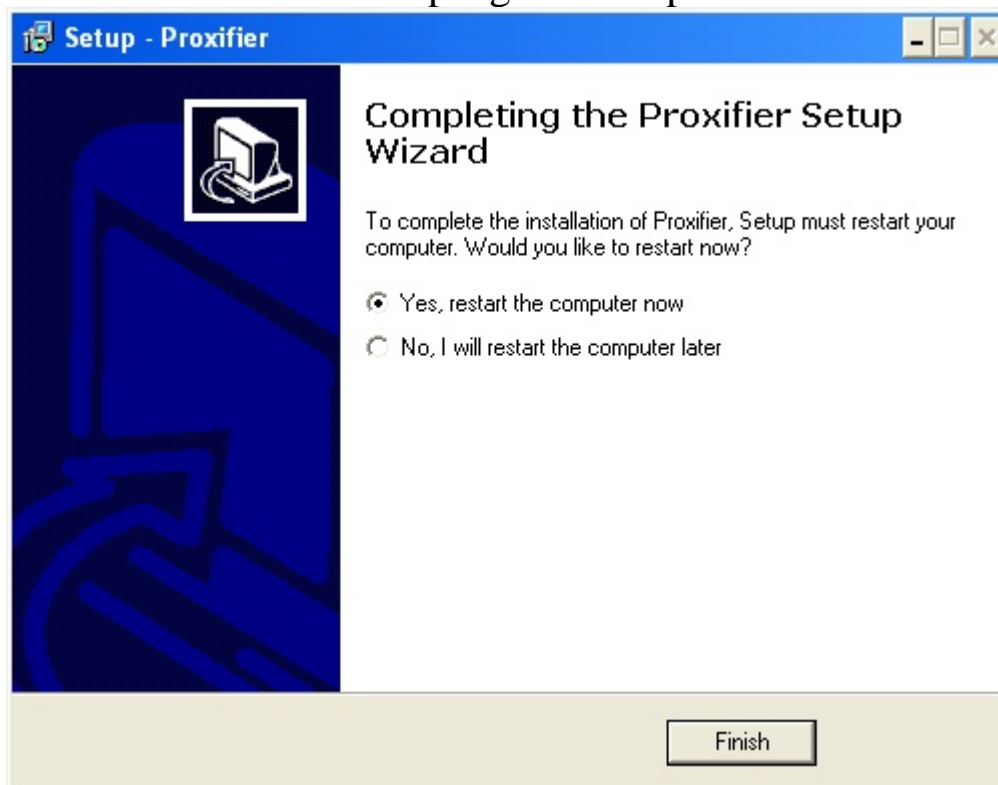 Setup - Proxifier
Completing the Proxifier Setup
Wizard
To complete the installation of Proxifier, Setup must restart your
computer. Would you like to restart now?
Yes, restart the computer now
No, I will restart the computer later
Finish